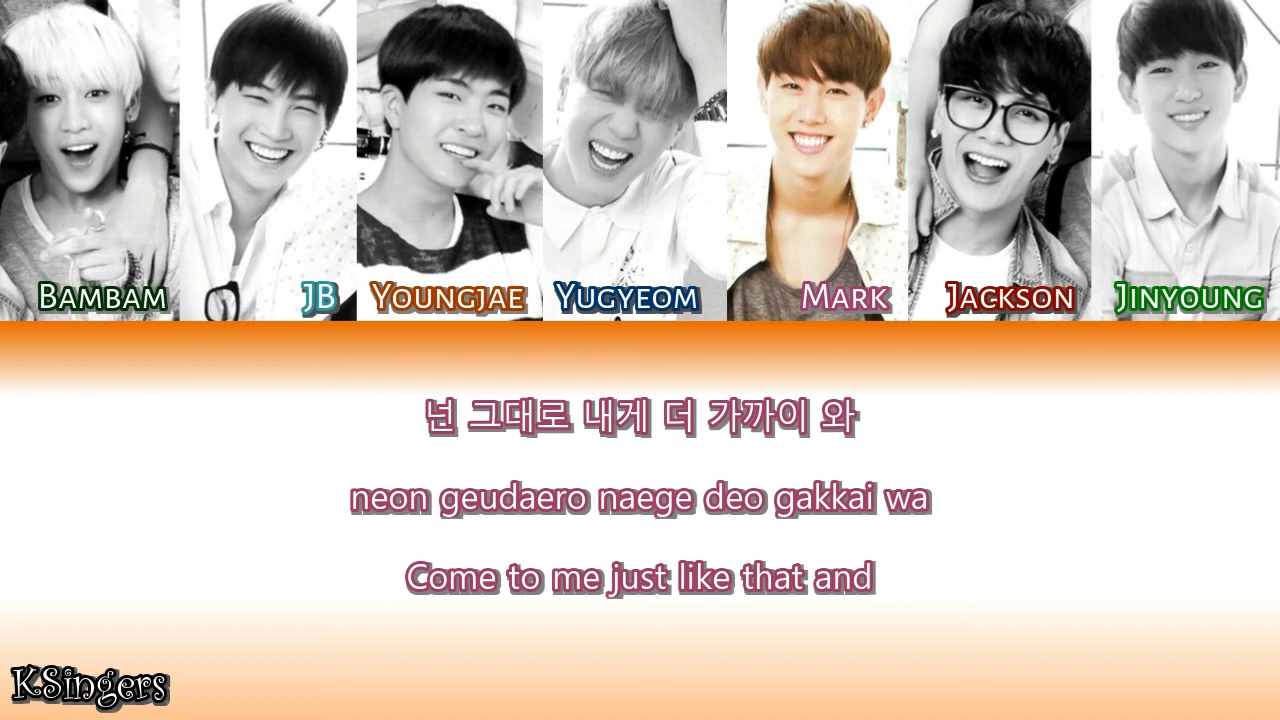 Bambam JB Youngjae Yugyeom Mark Jackson Jinyoung
넌 그대로 내게 더 가까이 와
neon geudaero naege deo gakkai wa
Come to me just like that and
KSingers